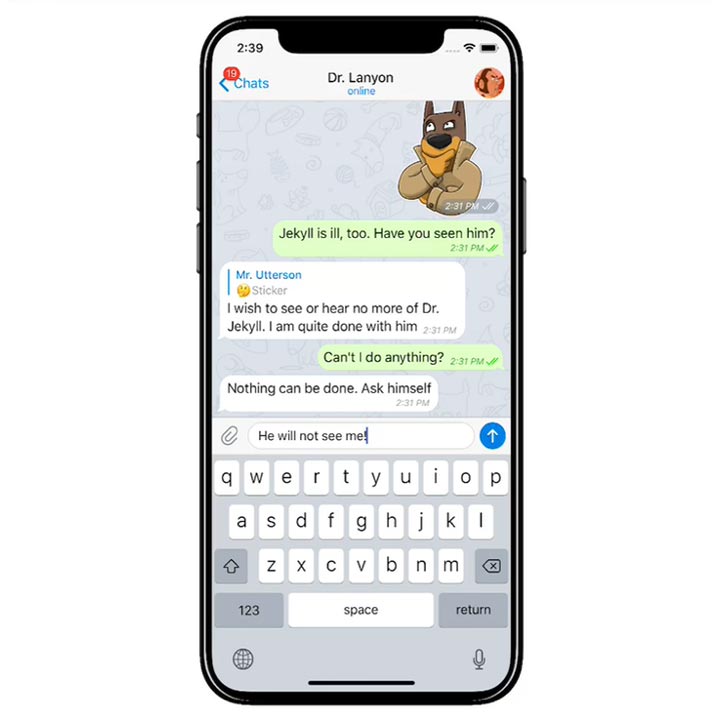 2:39
19
Chats
Dr. Lanyon
online
2:31 PM
Jekyll is ill, too. Have you seen him?
2:31 PM
Mr. Utterson
Sticker
I wish to see or hear no more of Dr.
Jekyll. I am quite done with him 2:31 PM
Can't I do anything? 2:31 PM
Nothing can be done. Ask himself
2:31 PM
He will not see me!
q w e r t y u i o p
a s d f g h j k l
z x c v b n m
123 space return